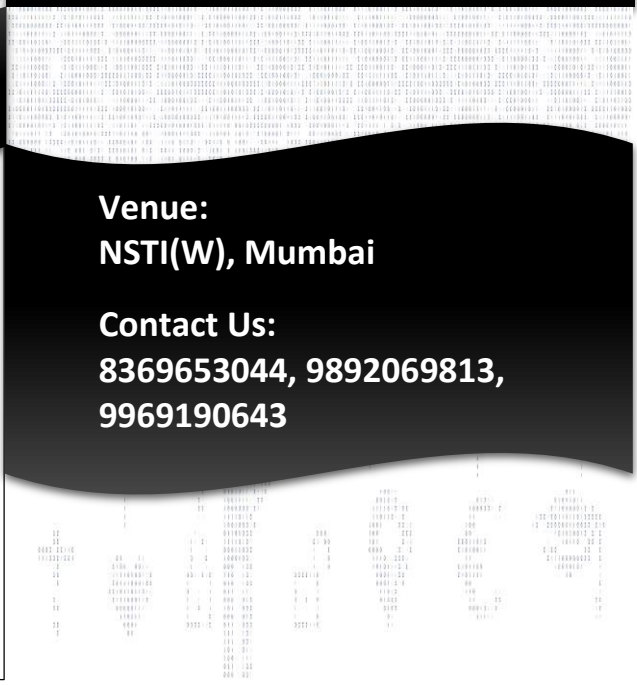 Venue:
NSTI(W), Mumbai
Contact Us:
8369653044, 9892069813,
9969190643